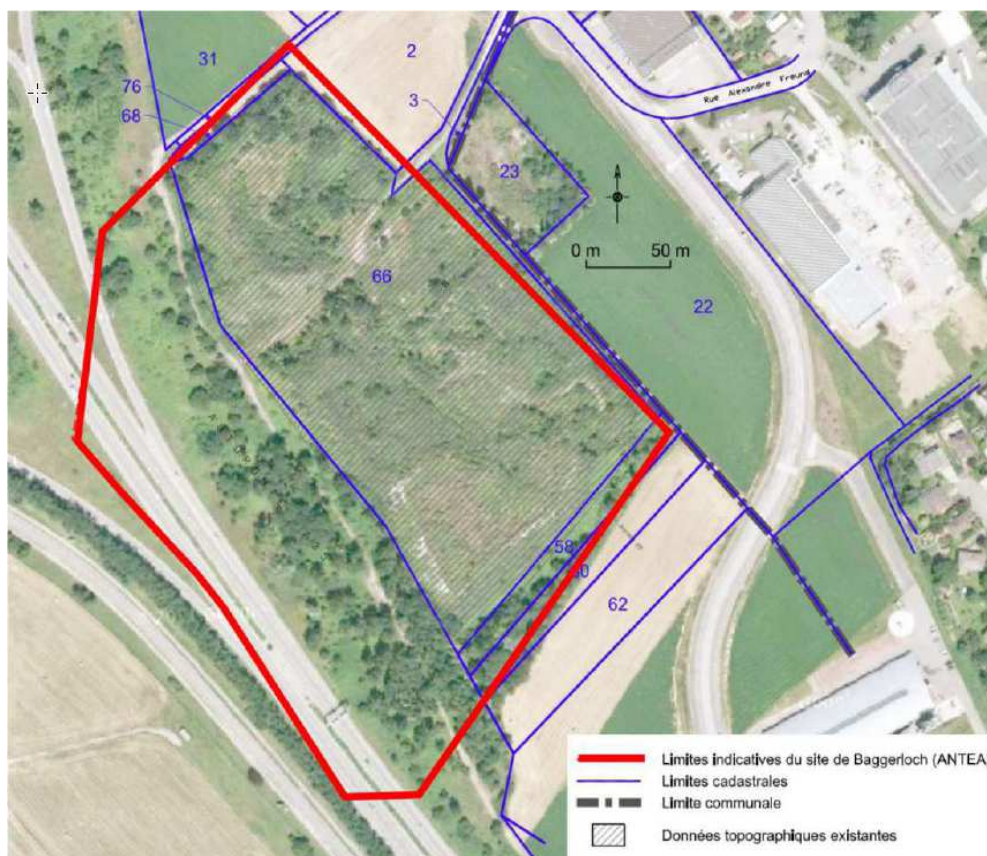 31
2
76
68
3
Rue Alexandre Freund
23
0 m
50 m
66
22
58
62
Limites indicatives du site de Baggerloch (ANTEA)
Limites cadastrales
Limite communale
Données topographiques existantes